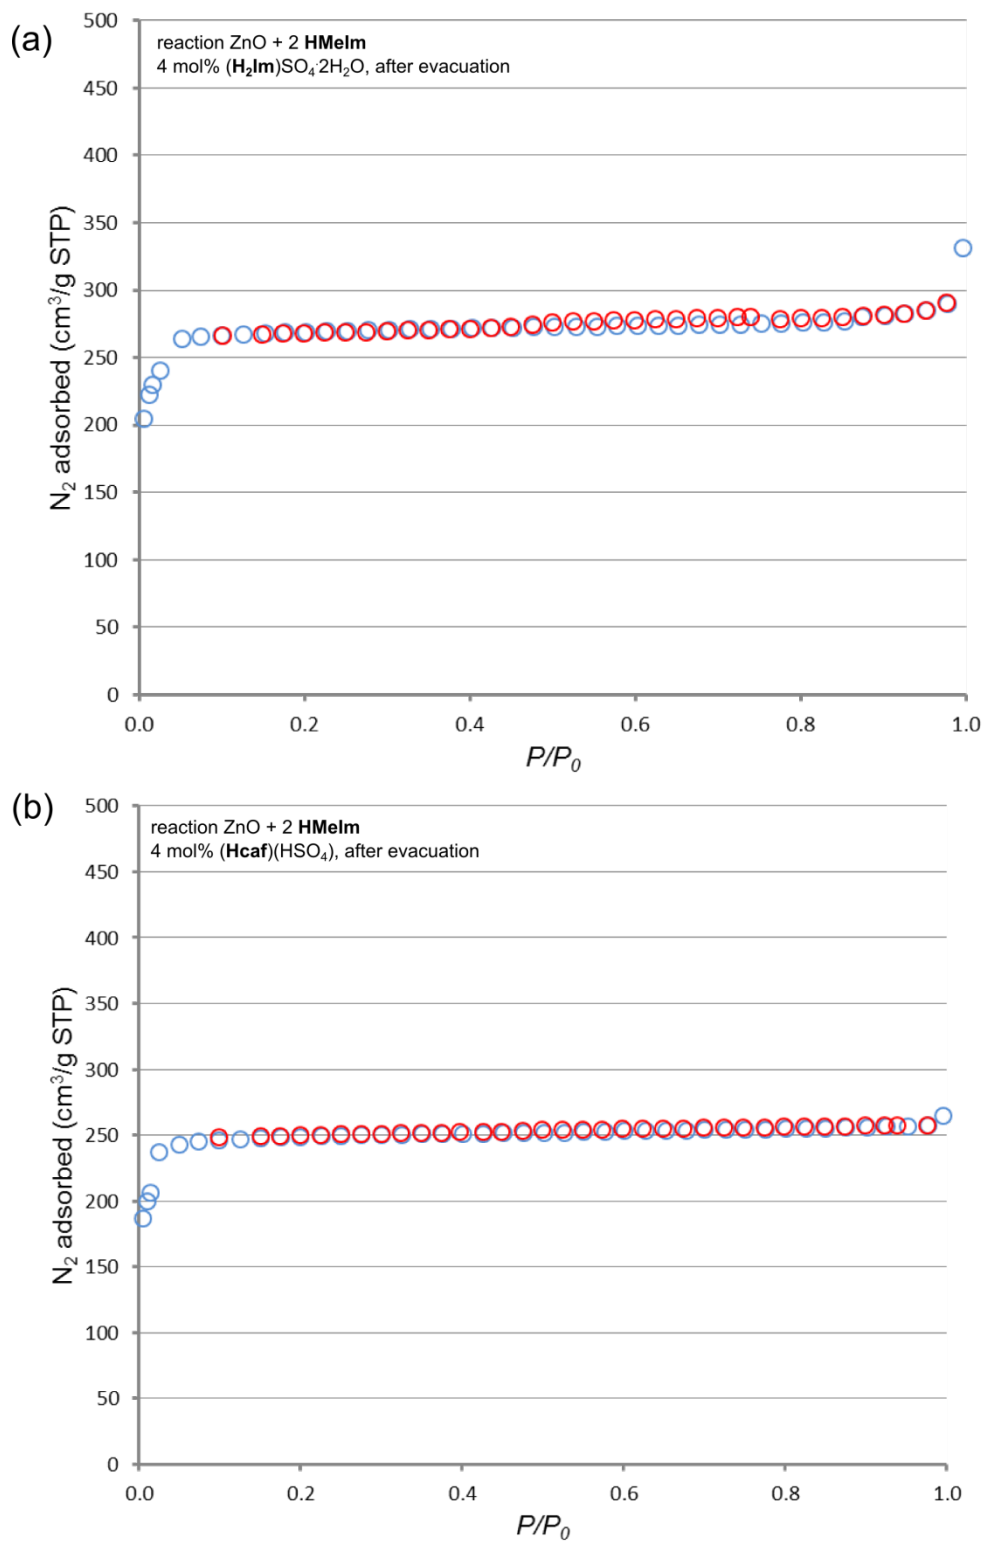 (a)
reaction ZnO + 2 HMeIm
4 mol% (H₂Im)SO₄·2H₂O, after evacuation
500
450
400
350
300
250
200
150
100
50
0
N₂ adsorbed (cm³/g STP)
0.0 0.2 0.4 0.6 0.8 1.0
P/P₀
(b)
reaction ZnO + 2 HMeIm
4 mol% (Hcaf)(HSO₄), after evacuation
500
450
400
350
300
250
200
150
100
50
0
N₂ adsorbed (cm³/g STP)
0.0 0.2 0.4 0.6 0.8 1.0
P/P₀